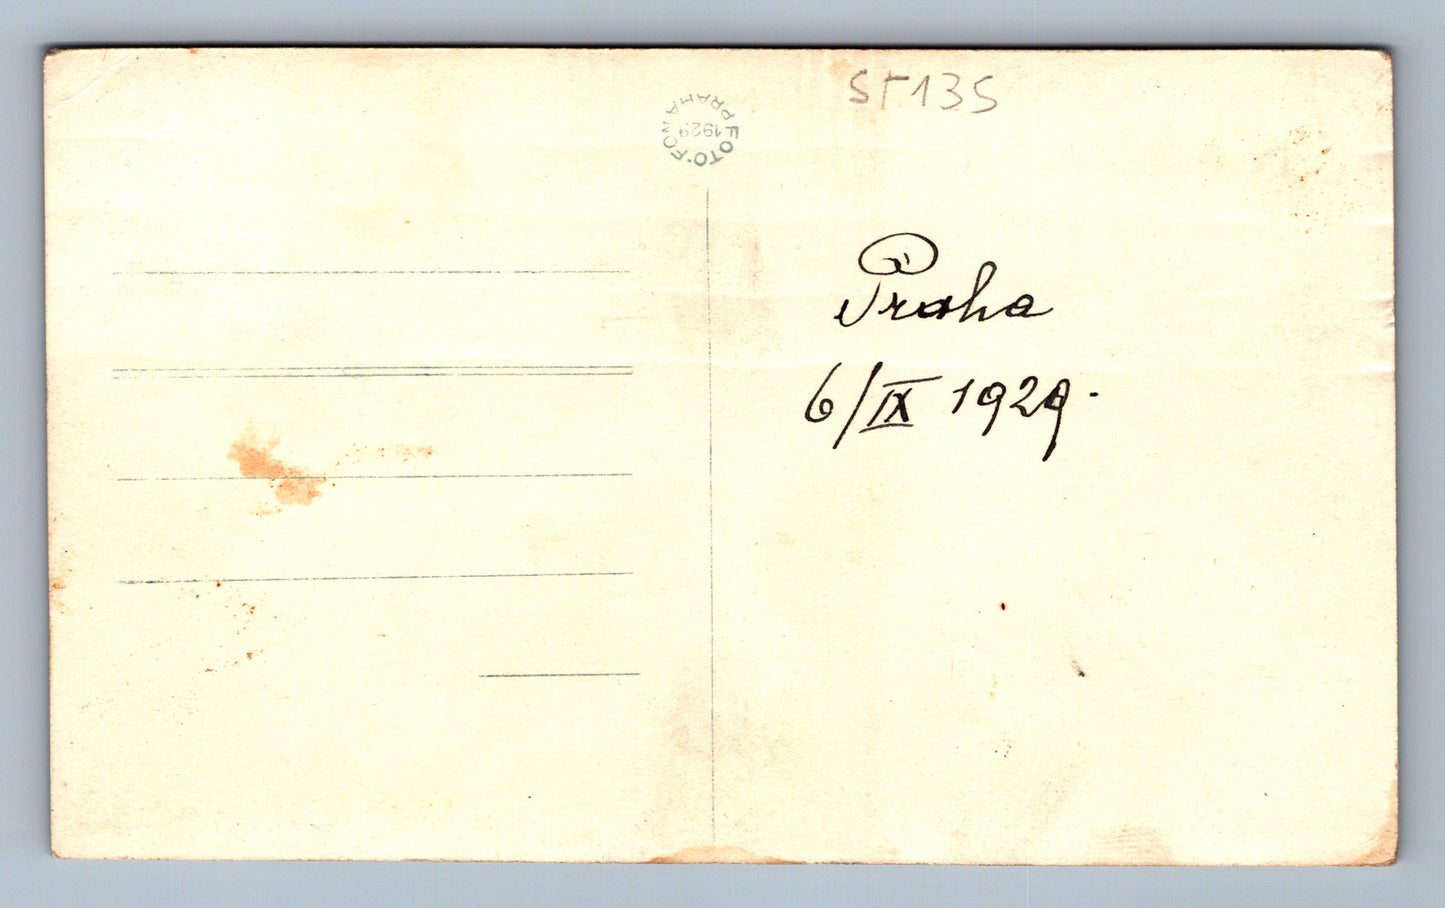 ST135
FOTO-FON PRAHA
1929
Praha
6/IX 1929.